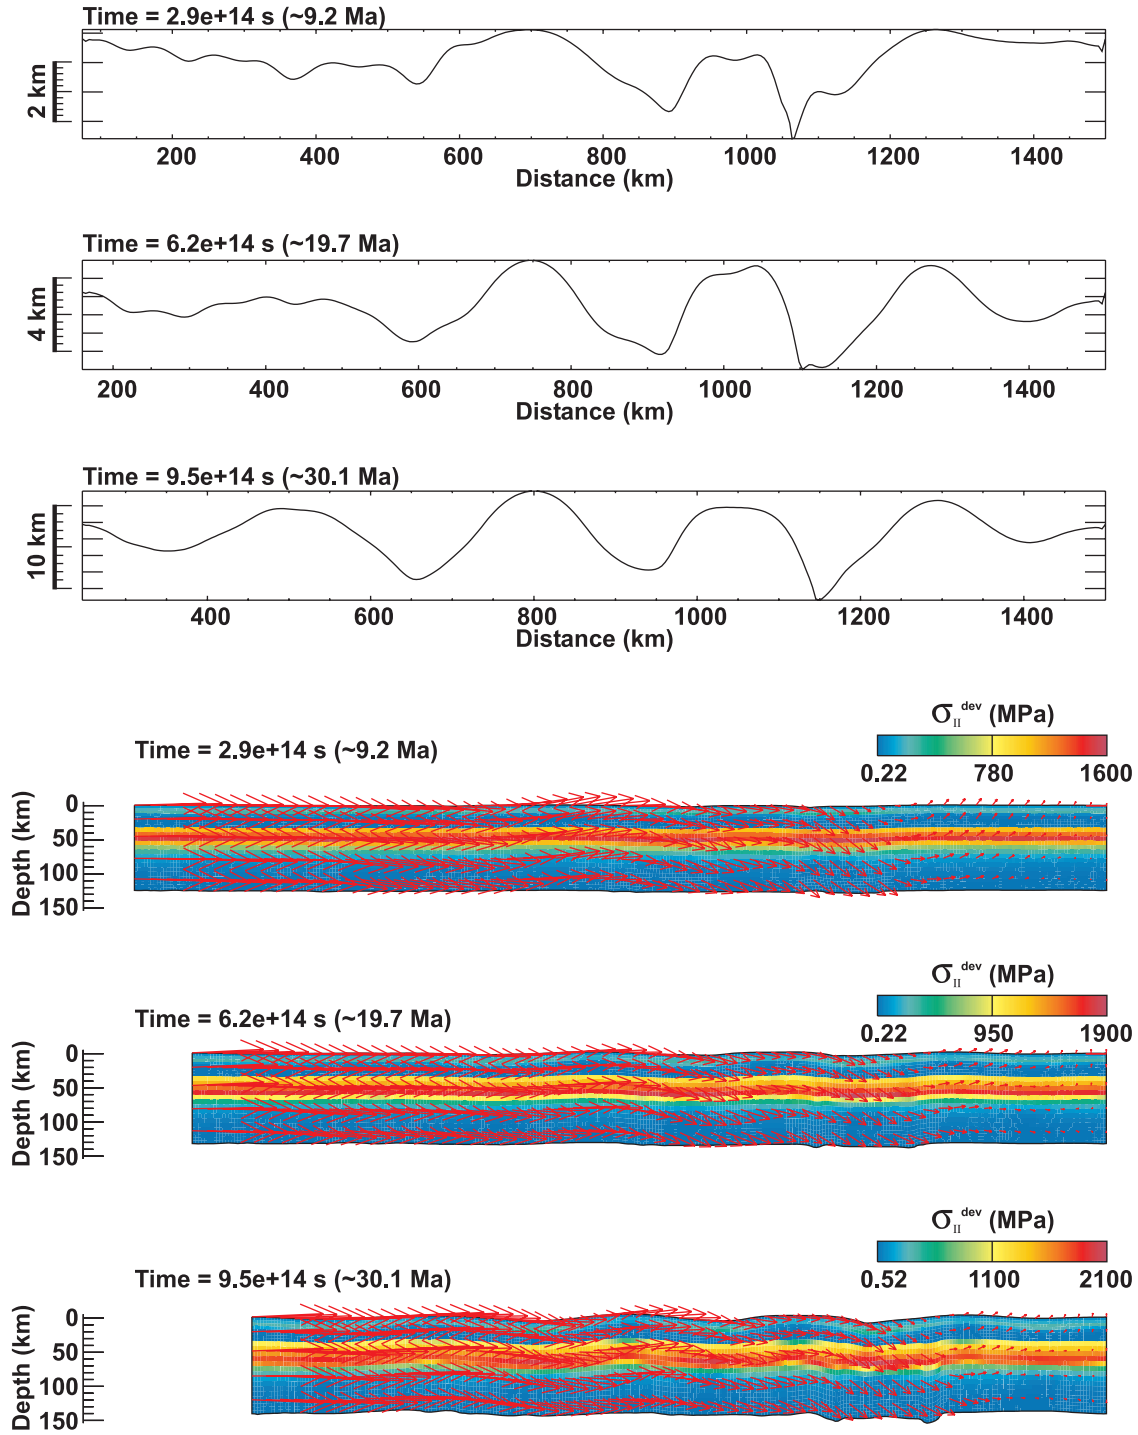 Time = 2.9e+14 s (~9.2 Ma)
2 km
200 400 600 800 1000 1200 1400
Distance (km)
Time = 6.2e+14 s (~19.7 Ma)
4 km
200 400 600 800 1000 1200 1400
Distance (km)
Time = 9.5e+14 s (~30.1 Ma)
10 km
400 600 800 1000 1200 1400
Distance (km)
σII dev (MPa)
0.22 780 1600
Time = 2.9e+14 s (~9.2 Ma)
Depth (km)
0
50
100
150
σII dev (MPa)
0.22 950 1900
Time = 6.2e+14 s (~19.7 Ma)
Depth (km)
0
50
100
150
σII dev (MPa)
0.52 1100 2100
Time = 9.5e+14 s (~30.1 Ma)
Depth (km)
0
50
100
150